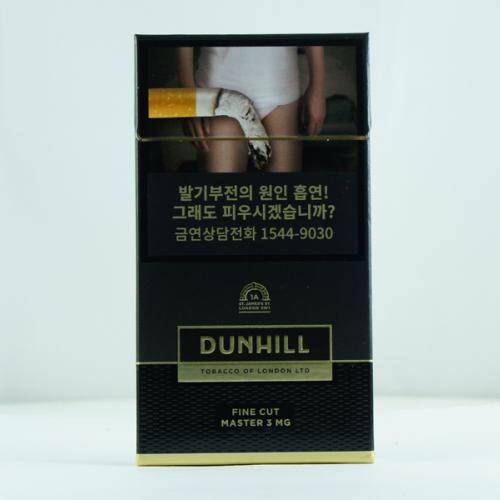 발기부전의 원인 흡연!
그래도 피우시겠습니까?
금연상담전화 1544-9030
1A
ST. JAMES'S ST.
LONDON SW1
DUNHILL
TOBACCO OF LONDON LTD
FINE CUT
MASTER 3 MG